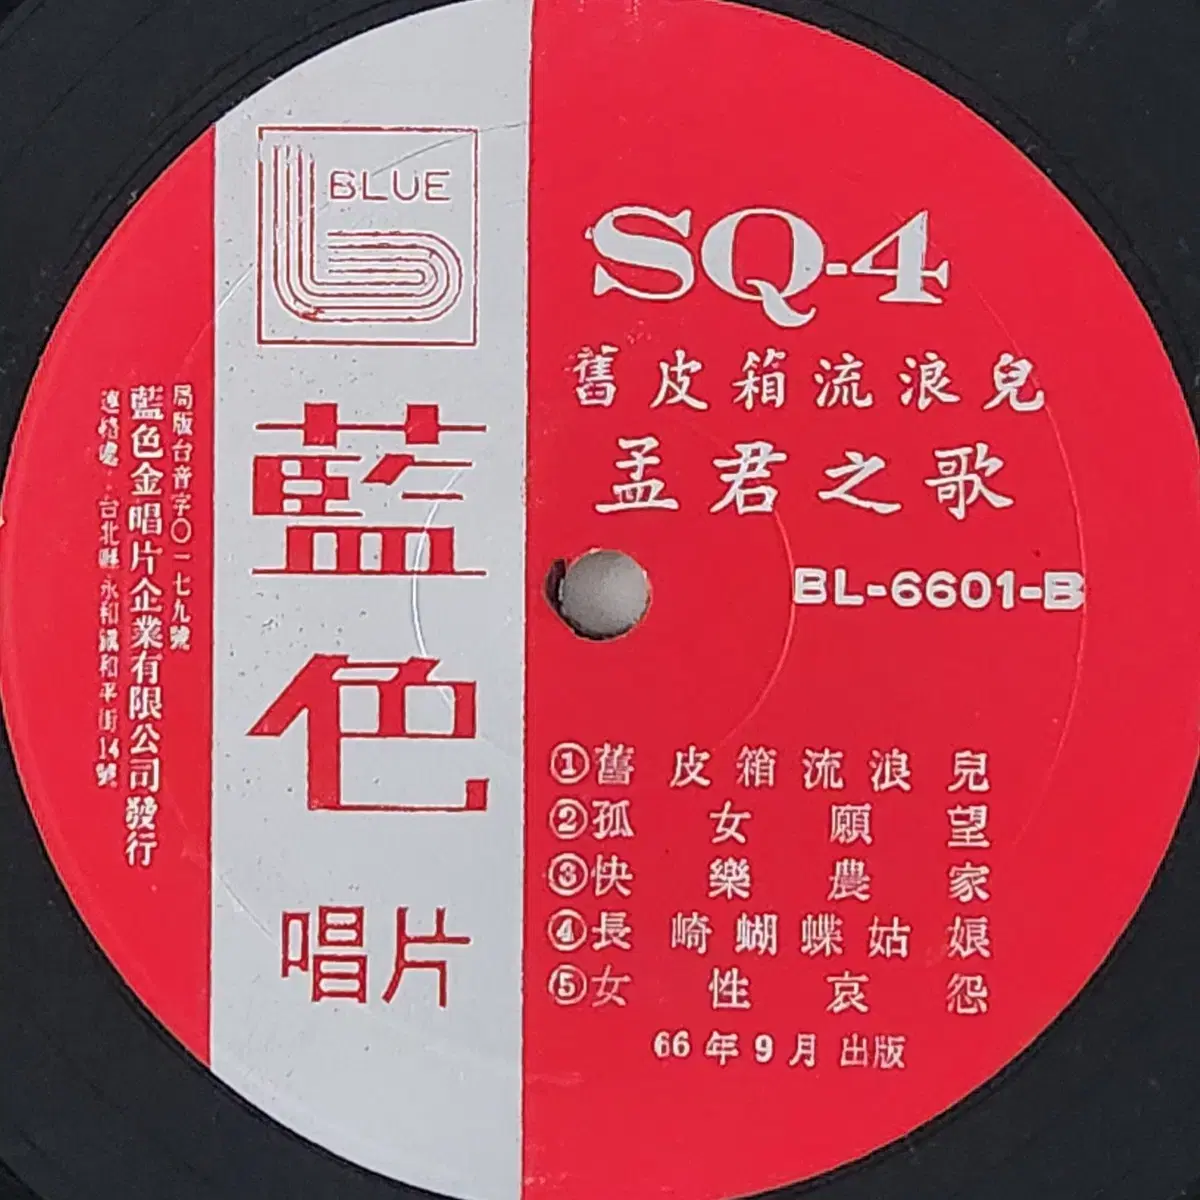 BLUE
藍色
唱片
局版台音字〇一七九號
藍色金唱片企業有限公司發行
連絡處·台北縣永和鎮和平街14號
SQ-4
舊皮箱流浪兒
孟君之歌
BL-6601-B
①舊皮箱流浪兒
②孤女願望
③快樂農家
④長崎蝴蝶姑娘
⑤女性哀怨
66年9月出版